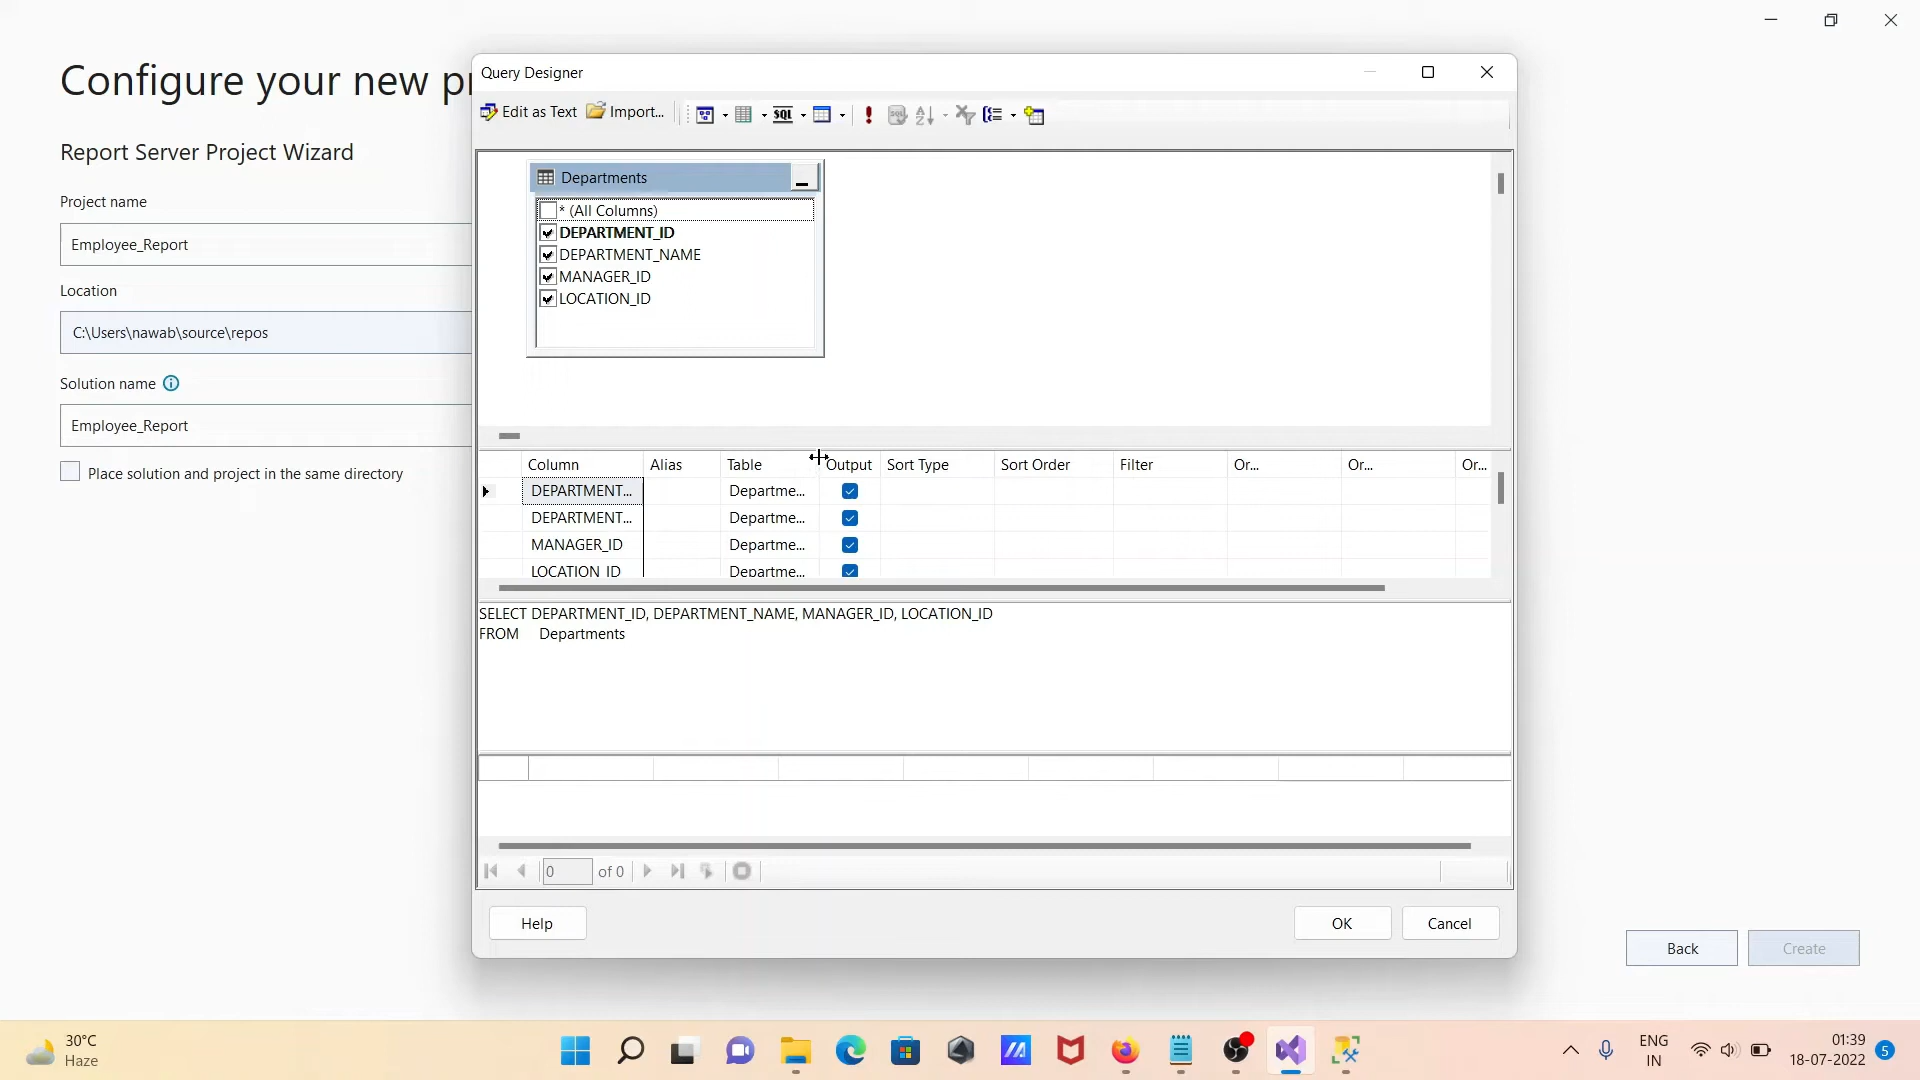 Configure your new pr
Report Server Project Wizard
Project name
Employee_Report
Location
C:\Users\nawab\source\repos
Solution name
Employee_Report
Place solution and project in the same directory
Query Designer
Edit as Text
Import...
SQL
Departments
* (All Columns)
DEPARTMENT_ID
DEPARTMENT_NAME
MANAGER_ID
LOCATION_ID
Column Alias Table Output Sort Type Sort Order Filter Or... Or... Or...
DEPARTMENT... Departme...
DEPARTMENT... Departme...
MANAGER_ID Departme...
LOCATION_ID Departme...
SELECT DEPARTMENT_ID, DEPARTMENT_NAME, MANAGER_ID, LOCATION_ID
FROM Departments
0 of 0
Help OK Cancel
Back Create
30°C
Haze
ENG
IN
01:39
18-07-2022
5